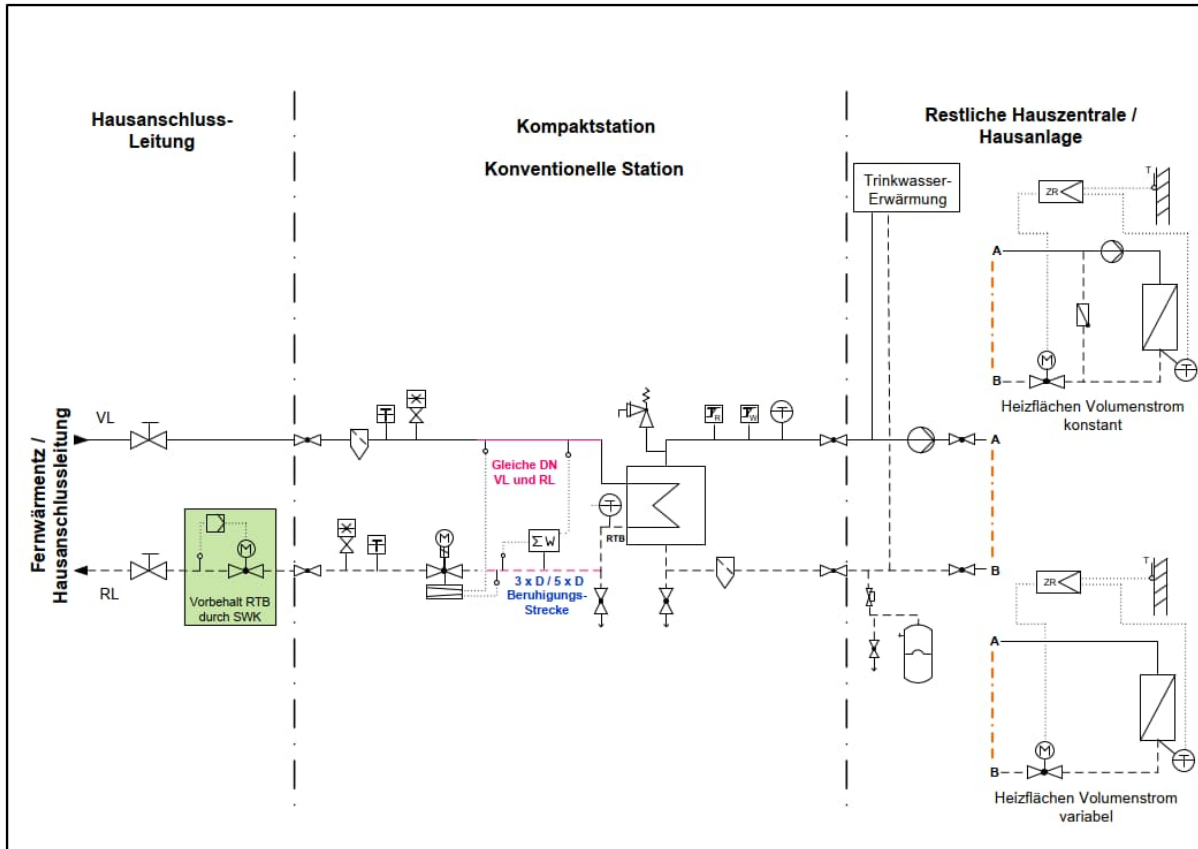 Hausanschluss-
Leitung
Kompaktstation
Konventionelle Station
Restliche Hauszentrale /
Hausanlage
Trinkwasser-
Erwärmung
T
ZR
A
B
M
T
Heizflächen Volumenstrom
konstant
Fernwärmentz /
Hausanschlussleitung
VL
RL
M
Vorbehalt RTB
durch SWK
T
T
M
Gleiche DN
VL und RL
T
RTB
ΣW
3 x D / 5 x D
Beruhigungs-
Strecke
T R
T W
T
A
B
T
ZR
A
B
M
T
Heizflächen Volumenstrom
variabel